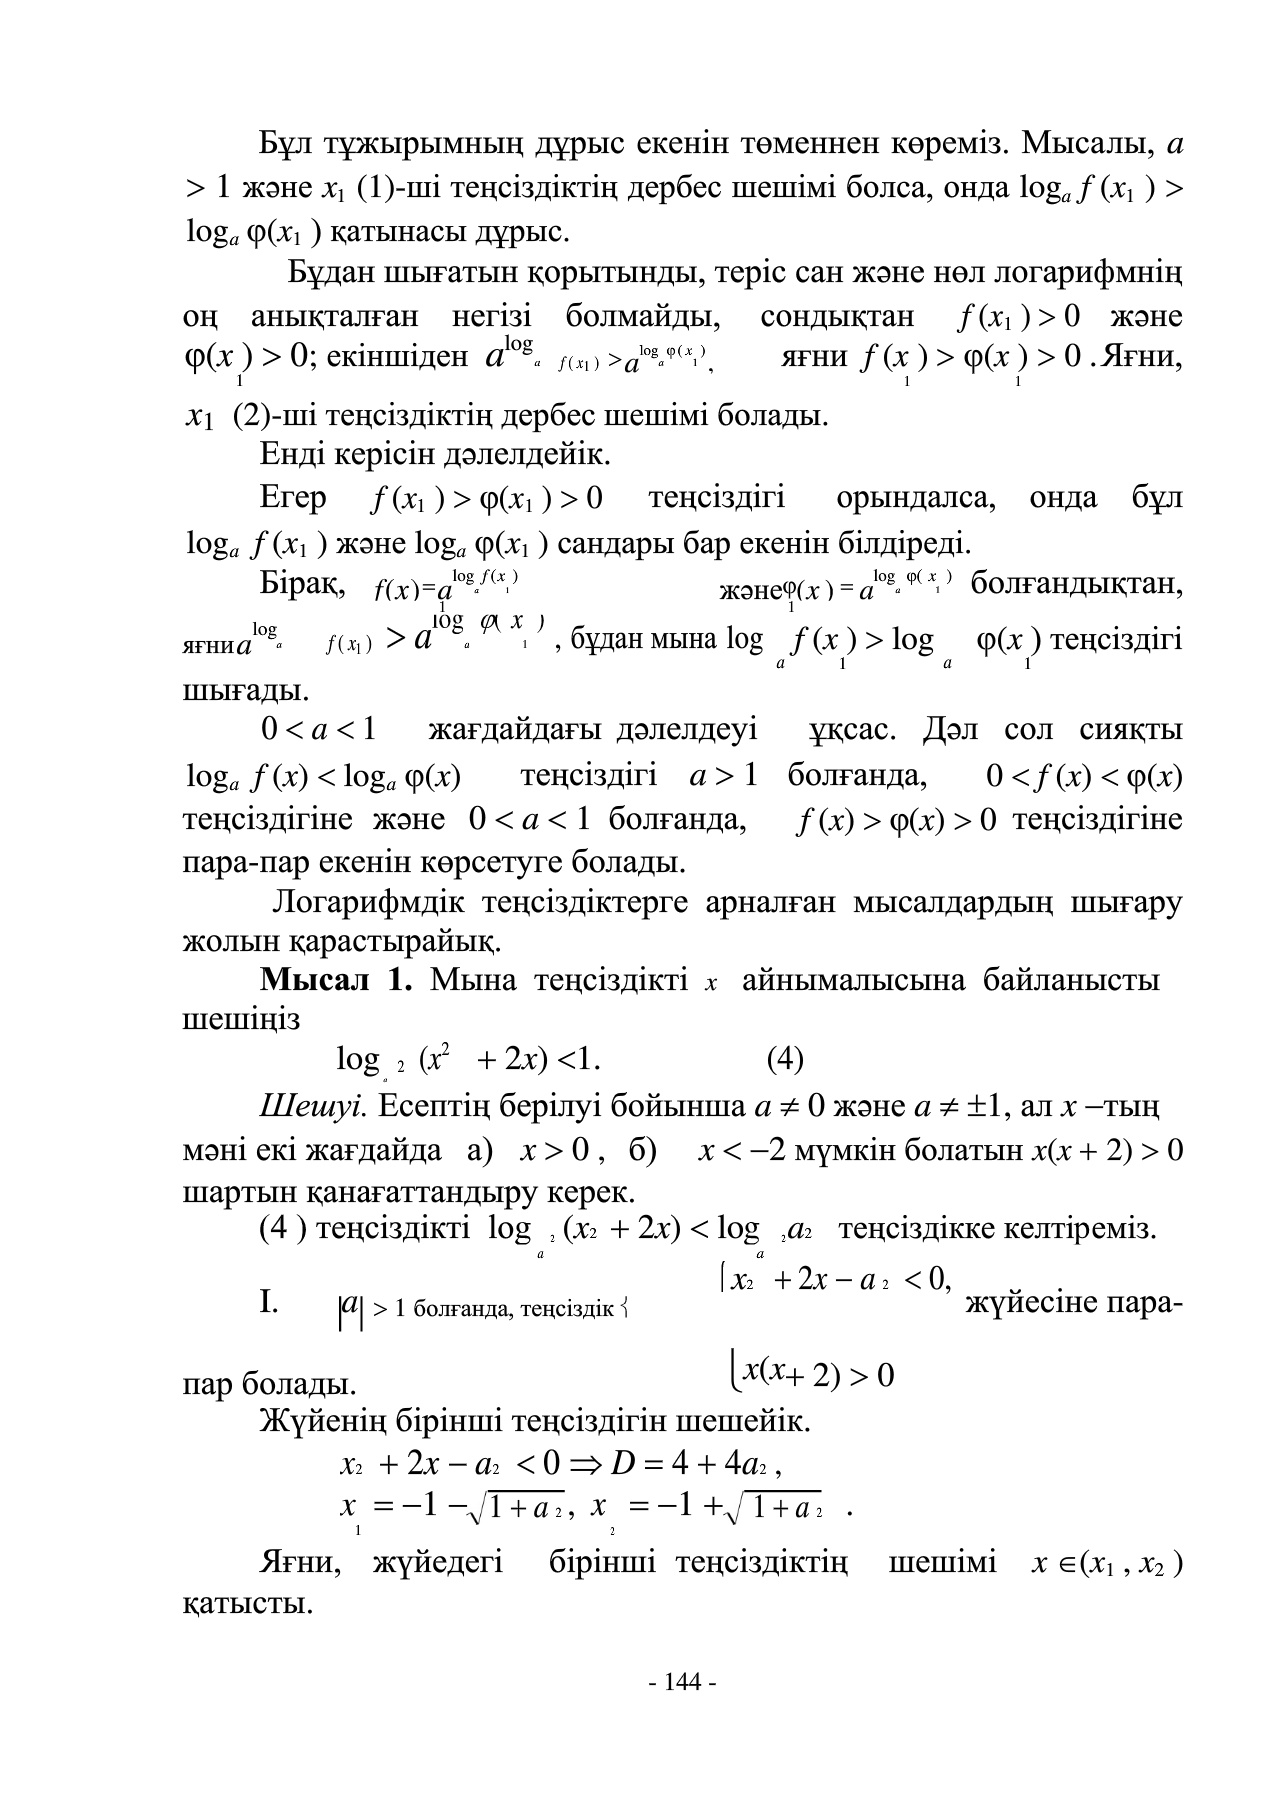 Бұл тұжырымның дұрыс екенін төменнен көреміз. Мысалы, a
> 1 және x₁ (1)-ші теңсіздіктің дербес шешімі болса, онда logₐ f (x₁ ) >
logₐ φ(x₁ ) қатынасы дұрыс.
Бұдан шығатын қорытынды, теріс сан және нөл логарифмнің
оң анықталған негізі болмайды, сондықтан f (x₁ ) > 0 және
φ(x₁) > 0; екіншіден a^(logₐ f(x₁)) > a^(logₐ φ(x₁)), яғни f (x₁) > φ(x₁) > 0 . Яғни,
x₁ (2)-ші теңсіздіктің дербес шешімі болады.
Енді керісін дәлелдейік.
Егер f (x₁ ) > φ(x₁ ) > 0 теңсіздігі орындалса, онда бұл
logₐ f (x₁ ) және logₐ φ(x₁ ) сандары бар екенін білдіреді.
Бірақ, f(x₁) = a^(logₐ f(x₁)) және φ(x₁) = a^(logₐ φ(x₁)) болғандықтан,
яғни a^(logₐ f(x₁)) > a^(logₐ φ(x₁)) , бұдан мына logₐ f (x₁) > logₐ φ(x₁) теңсіздігі
шығады.
0 < a < 1 жағдайдағы дәлелдеуі ұқсас. Дәл сол сияқты
logₐ f (x) < logₐ φ(x) теңсіздігі a > 1 болғанда, 0 < f (x) < φ(x)
теңсіздігіне және 0 < a < 1 болғанда, f (x) > φ(x) > 0 теңсіздігіне
пара-пар екенін көрсетуге болады.
Логарифмдік теңсіздіктерге арналған мысалдардың шығару
жолын қарастырайық.
Мысал 1. Мына теңсіздікті x айнымалысына байланысты
шешіңіз
log_(a²) (x² + 2x) <1. (4)
Шешуі. Есептің берілуі бойынша a ≠ 0 және a ≠ ±1, ал x –тың
мәні екі жағдайда а) x > 0 , б) x < −2 мүмкін болатын x(x + 2) > 0
шартын қанағаттандыру керек.
(4 ) теңсіздікті log_(a²) (x₂ + 2x) < log_(a²) a₂ теңсіздікке келтіреміз.
I. |a| > 1 болғанда, теңсіздік { x₂ + 2x − a₂ < 0, жүйесіне пара-
пар болады. x(x+ 2) > 0
Жүйенің бірінші теңсіздігін шешейік.
x₂ + 2x − a₂ < 0 ⇒ D = 4 + 4a₂ ,
x₁ = −1 − √(1 + a₂) , x₂ = −1 + √(1 + a₂) .
Яғни, жүйедегі бірінші теңсіздіктің шешімі x ∈(x₁ , x₂ )
қатысты.
- 144 -